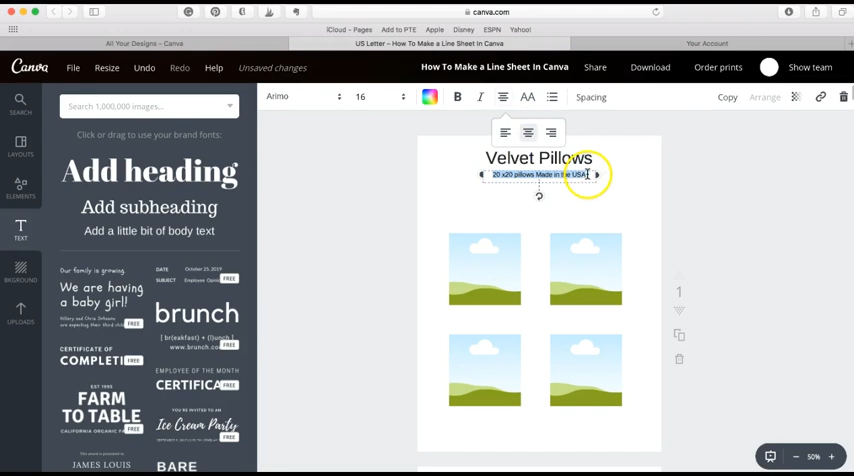 canva.com
iCloud - Pages Add to PTE Apple Disney ESPN Yahoo!
All Your Designs – Canva
US Letter – How To Make a Line Sheet In Canva
Your Account
Canva File Resize Undo Redo Help Unsaved changes How To Make a Line Sheet In Canva Share Download Order prints Show team
Arimo 16 B I AA Spacing Copy Arrange
SEARCH
LAYOUTS
ELEMENTS
TEXT
BKGROUND
UPLOADS
Search 1,000,000 images...
Click or drag to use your brand fonts:
Add heading
Add subheading
Add a little bit of body text
Our family is growing.
We are having
a baby girl!
FREE
CERTIFICATE OF
COMPLETI
FREE
EST 1995
FARM
TO TABLE
CALIFORNIA ORGANIC
FREE
JAMES LOUIS
DATE October 25, 2019
SUBJECT Employee
FREE
brunch
[ br(eakfast) + (l)unch ]
www.brunch.co
FREE
EMPLOYEE OF THE MONTH
CERTIFICA
FREE
YOU'RE INVITED TO AN
Ice Cream Party
FREE
BARE
Velvet Pillows
20 x20 pillows Made in the USA
1
50%